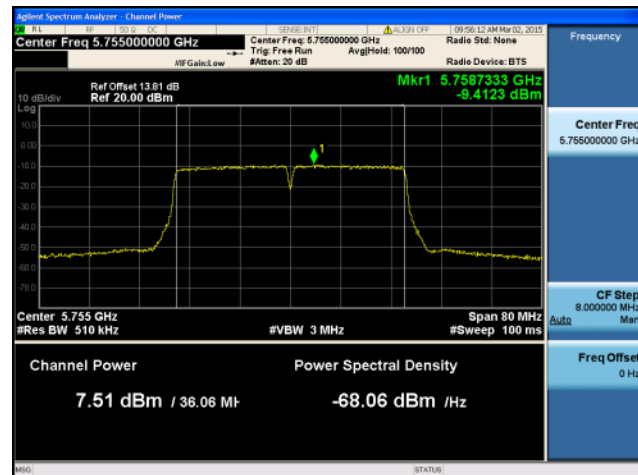 Agilent Spectrum Analyzer - Channel Power
RL RF 50 Ω DC SENSE:INT ALIGN OFF 09:56:12 AM Mar 02, 2015
Center Freq 5.755000000 GHz
Center Freq: 5.755000000 GHz
Radio Std: None
Trig: Free Run Avg|Hold: 100/100
#IFGain:Low #Atten: 20 dB Radio Device: BTS
Mkr1 5.7587333 GHz
-9.4123 dBm
Ref Offset 13.81 dB
10 dB/div Ref 20.00 dBm
Log
10.0
0.00
-10.0
-20.0
-30.0
-40.0
-50.0
-60.0
-70.0
1
Center 5.755 GHz Span 80 MHz
#Res BW 510 kHz #VBW 3 MHz #Sweep 100 ms
Channel Power Power Spectral Density
7.51 dBm / 36.06 MH -68.06 dBm /Hz
MSG STATUS
Frequency
Center Freq
5.755000000 GHz
CF Step
8.000000 MHz
Auto Man
Freq Offset
0 Hz